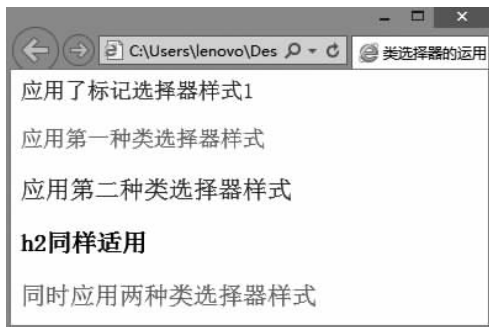 C:\Users\lenovo\Des
类选择器的运用
应用了标记选择器样式1
应用第一种类选择器样式
应用第二种类选择器样式
h2同样适用
同时应用两种类选择器样式